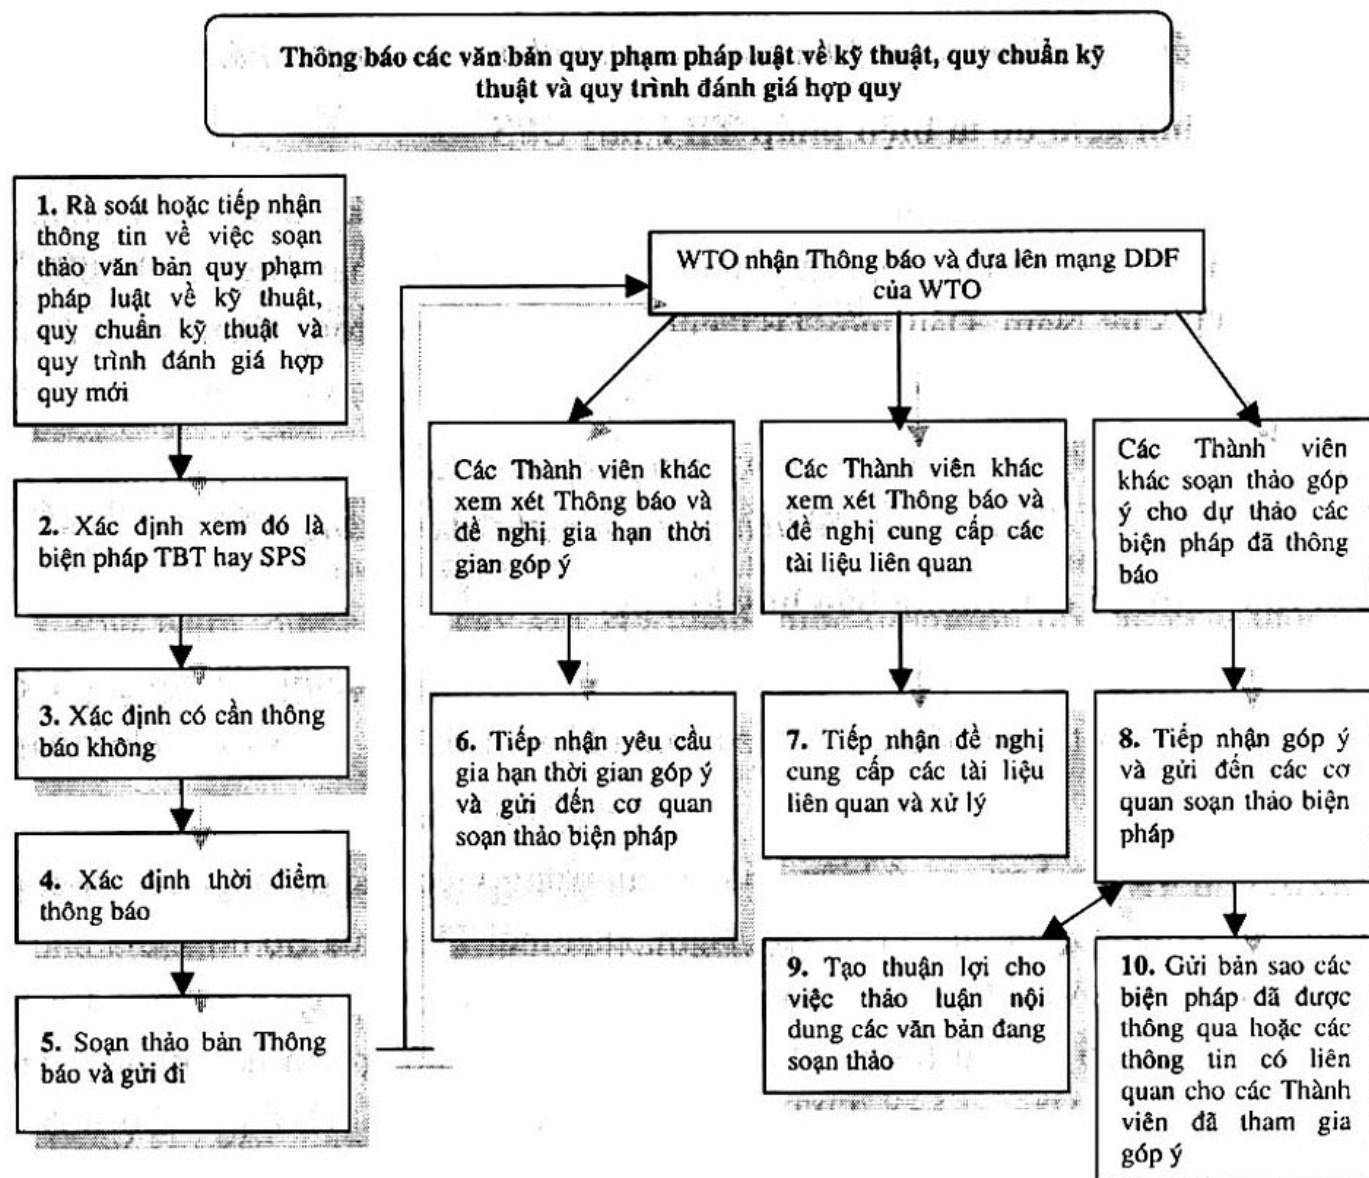 Thông báo các văn bản quy phạm pháp luật về kỹ thuật, quy chuẩn kỹ
thuật và quy trình đánh giá hợp quy
1. Rà soát hoặc tiếp nhận
thông tin về việc soạn
thảo văn bản quy phạm
pháp luật về kỹ thuật,
quy chuẩn kỹ thuật và
quy trình đánh giá hợp
quy mới
2. Xác định xem đó là
biện pháp TBT hay SPS
3. Xác định có cần thông
báo không
4. Xác định thời điểm
thông báo
5. Soạn thảo bản Thông
báo và gửi đi
WTO nhận Thông báo và đưa lên mạng DDF
của WTO
Các Thành viên khác
xem xét Thông báo và
đề nghị gia hạn thời
gian góp ý
Các Thành viên khác
xem xét Thông báo và
đề nghị cung cấp các
tài liệu liên quan
Các Thành viên
khác soạn thảo góp
ý cho dự thảo các
biện pháp đã thông
báo
6. Tiếp nhận yêu cầu
gia hạn thời gian góp ý
và gửi đến cơ quan
soạn thảo biện pháp
7. Tiếp nhận đề nghị
cung cấp các tài liệu
liên quan và xử lý
8. Tiếp nhận góp ý
và gửi đến các cơ
quan soạn thảo biện
pháp
9. Tạo thuận lợi cho
việc thảo luận nội
dung các văn bản đang
soạn thảo
10. Gửi bản sao các
biện pháp đã được
thông qua hoặc các
thông tin có liên
quan cho các Thành
viên đã tham gia
góp ý